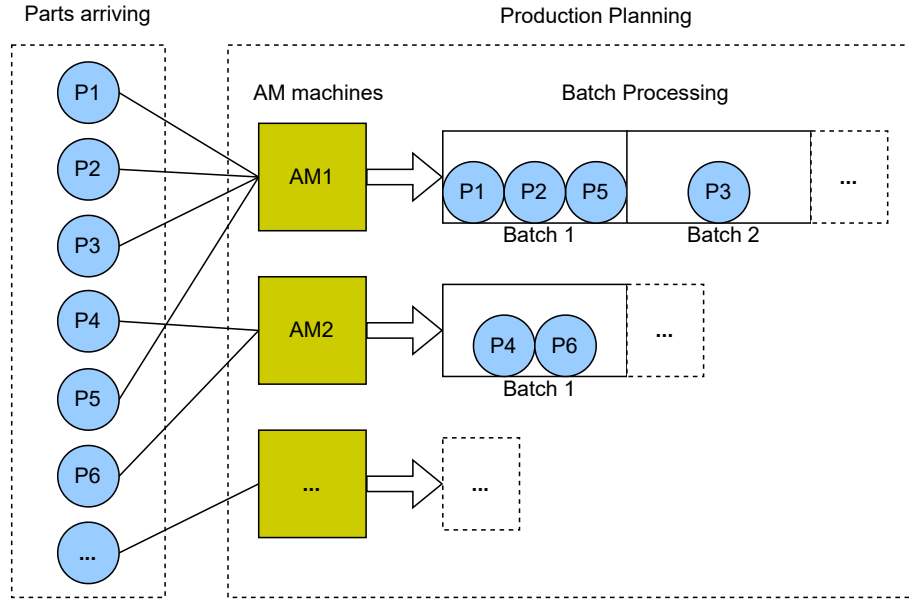 Parts arriving
Production Planning
P1
P2
P3
P4
P5
P6
...
AM machines
Batch Processing
AM1
P1 P2 P5
Batch 1
P3
Batch 2
...
AM2
P4 P6
Batch 1
...
...
...